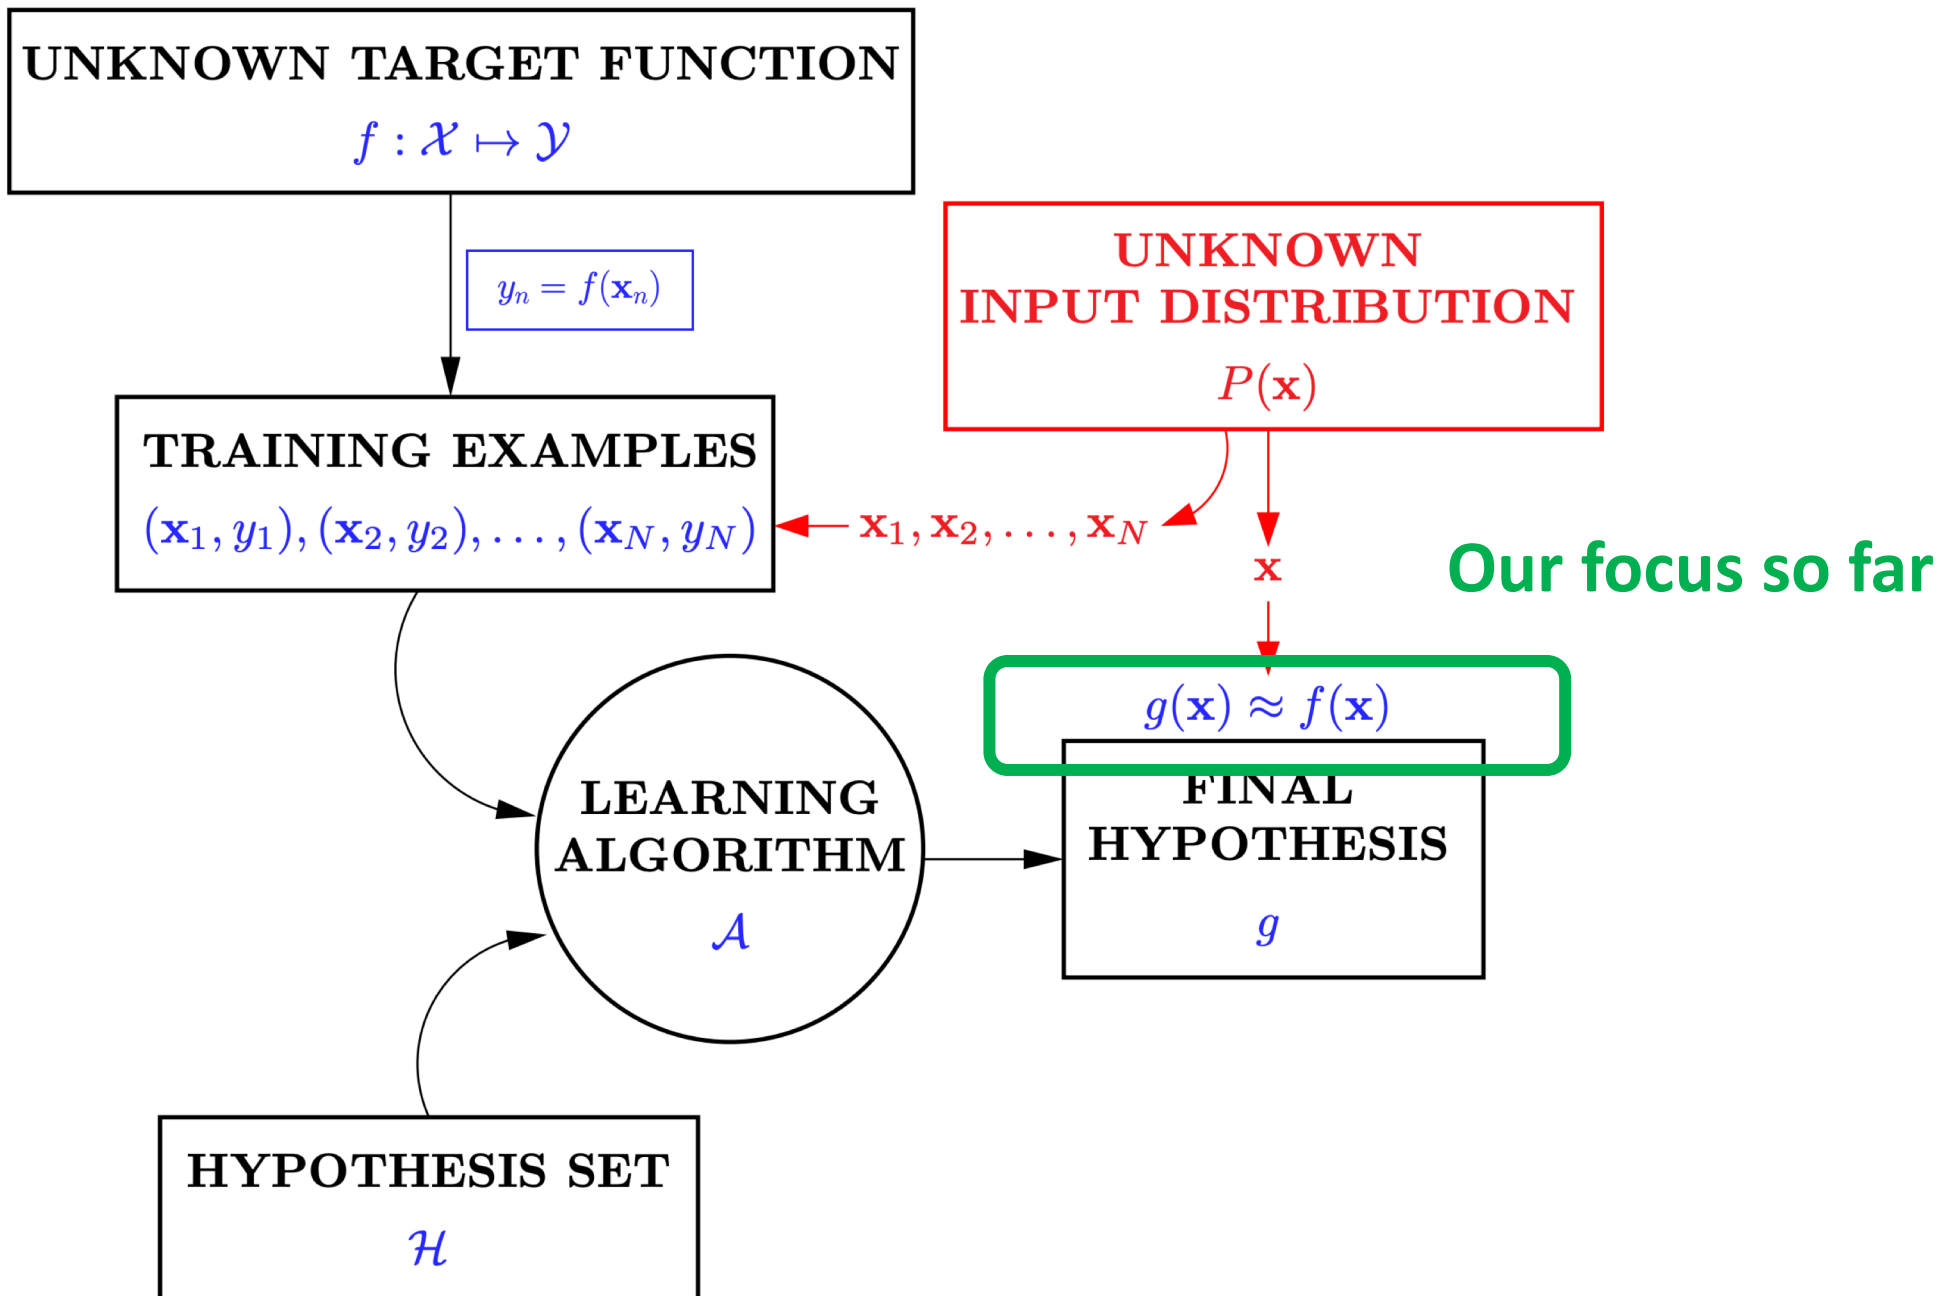 UNKNOWN TARGET FUNCTION
f : 𝒳 ↦ 𝒴
yₙ = f(𝐱ₙ)
UNKNOWN
INPUT DISTRIBUTION
P(𝐱)
TRAINING EXAMPLES
(𝐱₁, y₁), (𝐱₂, y₂), . . . , (𝐱_N, y_N)
𝐱₁, 𝐱₂, . . . , 𝐱_N
𝐱
Our focus so far
g(𝐱) ≈ f(𝐱)
LEARNING
ALGORITHM
𝒜
FINAL
HYPOTHESIS
g
HYPOTHESIS SET
ℋ